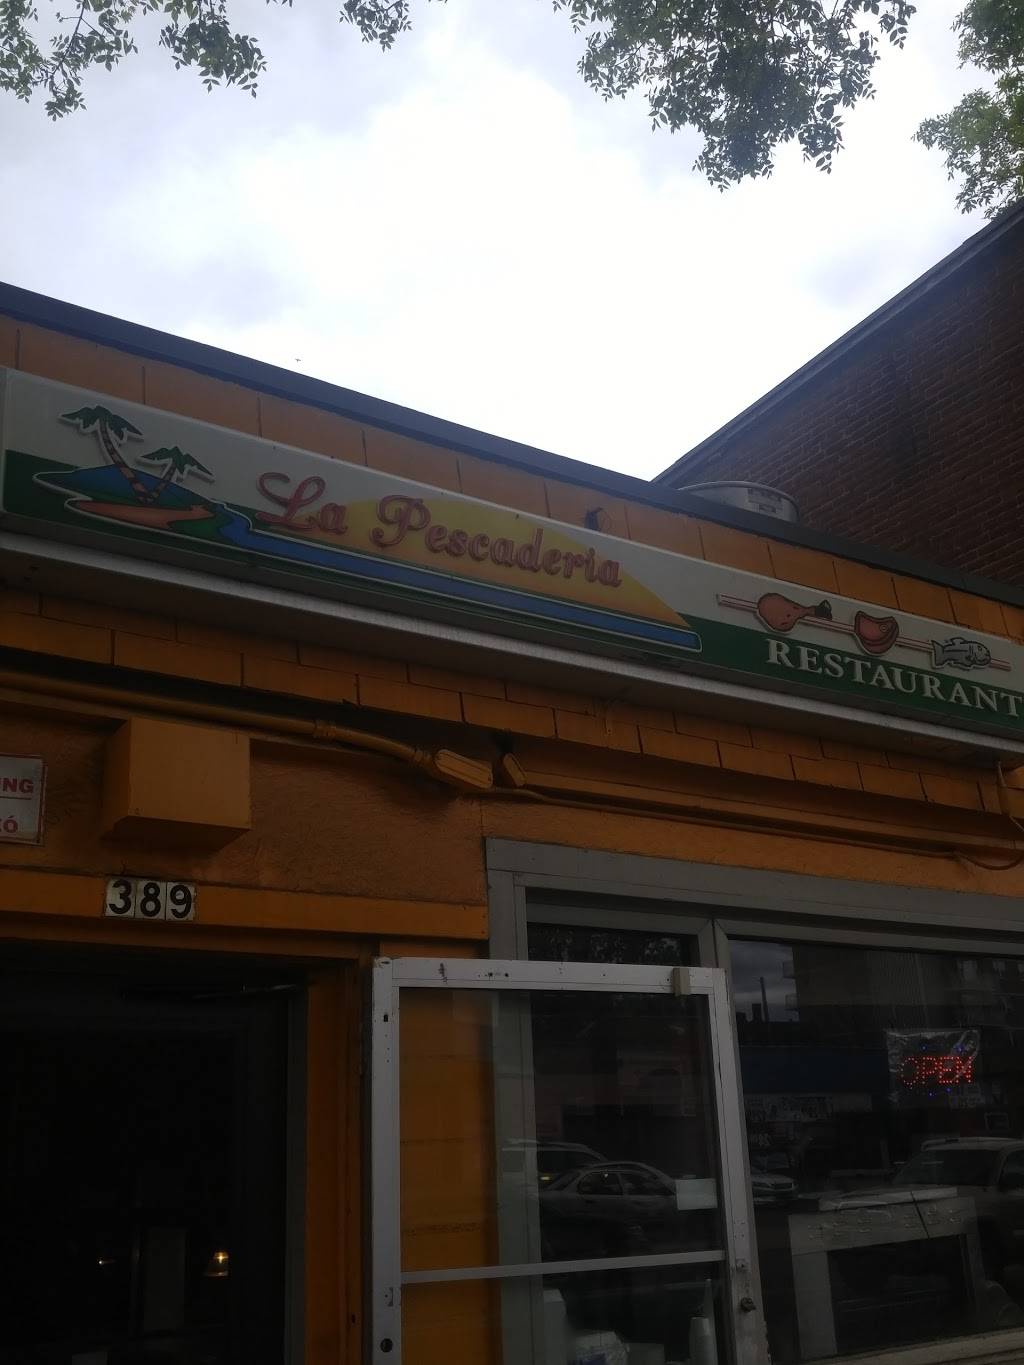 La Pescaderia
RESTAURANT
389
OPEN